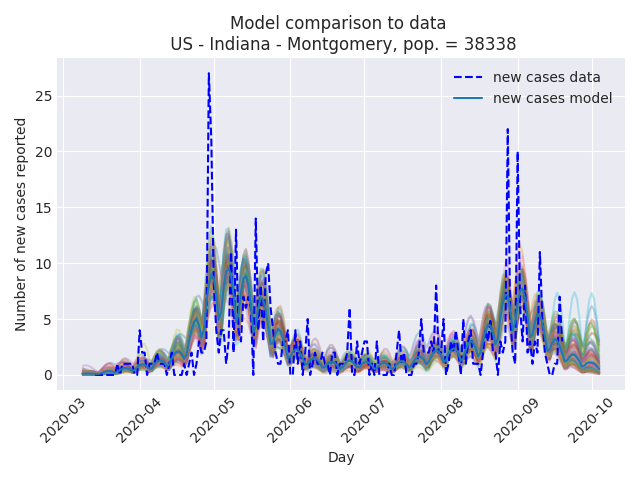 Model comparison to data
US - Indiana - Montgomery, pop. = 38338
new cases data
new cases model
Number of new cases reported
25
20
15
10
5
0
2020-03
2020-04
2020-05
2020-06
2020-07
2020-08
2020-09
2020-10
Day